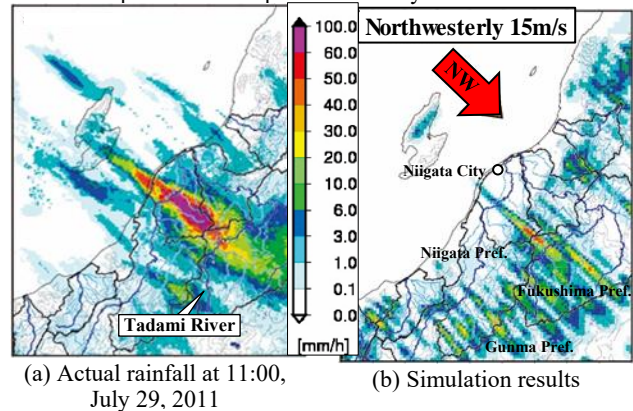 Northwesterly 15m/s
NW
100.0
60.0
50.0
40.0
30.0
20.0
10.0
6.0
3.0
1.0
0.1
0.0
[mm/h]
Tadami River
Niigata City
Niigata Pref.
Fukushima Pref.
Gunma Pref.
(a) Actual rainfall at 11:00,
July 29, 2011
(b) Simulation results